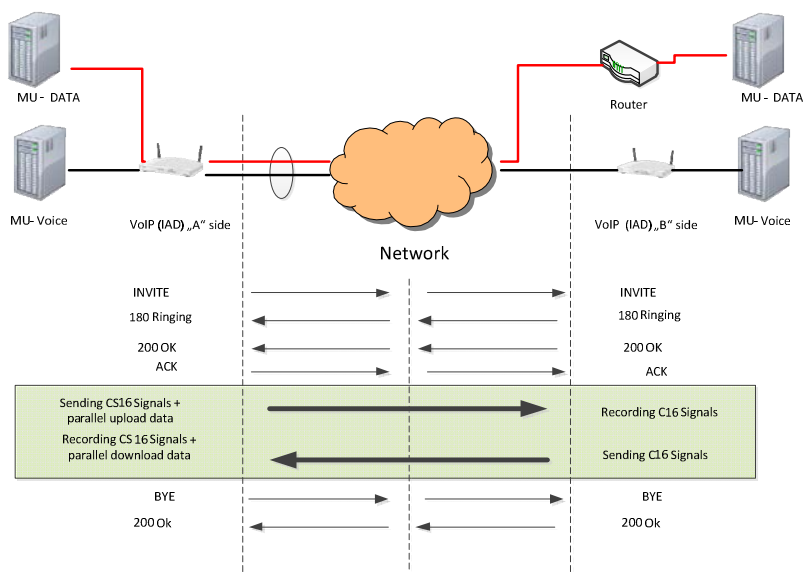 MU - DATA
MU - DATA
Router
MU-Voice
MU-Voice
VoIP (IAD) „A“ side
VoIP (IAD) „B“ side
Network
INVITE
INVITE
180 Ringing
180 Ringing
200 OK
200 OK
ACK
ACK
Sending CS16 Signals +
parallel upload data
Recording C16 Signals
Recording CS 16 Signals +
parallel download data
Sending C16 Signals
BYE
BYE
200 Ok
200 Ok